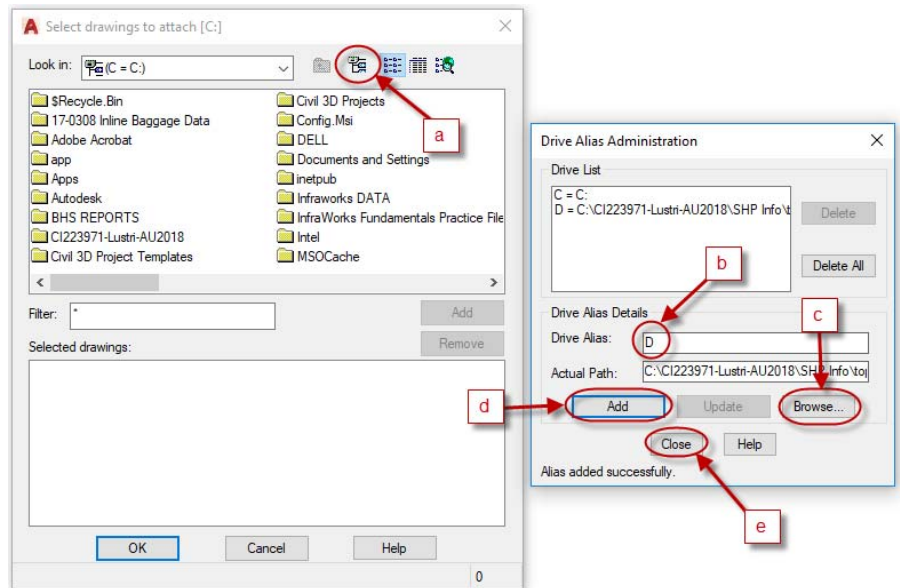 Select drawings to attach [C:]
Look in: (C = C:)
$Recycle.Bin
17-0308 Inline Baggage Data
Adobe Acrobat
app
Apps
Autodesk
BHS REPORTS
CI223971-Lustri-AU2018
Civil 3D Project Templates
Civil 3D Projects
Config.Msi
DELL
Documents and Settings
inetpub
Infraworks DATA
InfraWorks Fundamentals Practice File
Intel
MSOCache
a
Filter: *
Add
Selected drawings:
Remove
OK Cancel Help
0
Drive Alias Administration
Drive List
C = C:
D = C:\CI223971-Lustri-AU2018\SHP Info\t
Delete
Delete All
b
Drive Alias Details
c
Drive Alias: D
Actual Path: C:\CI223971-Lustri-AU2018\SHP Info\top
d
Add Update Browse...
Close Help
Alias added successfully.
e